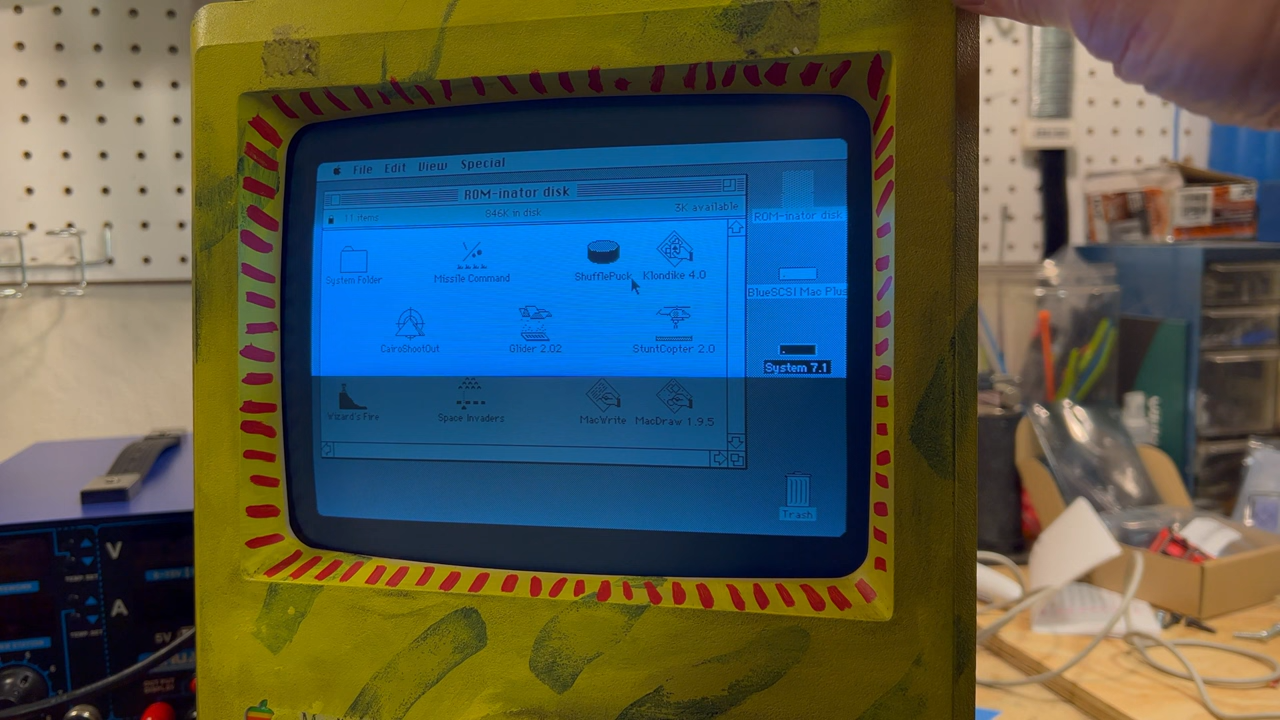 File Edit View Special
ROM-inator disk
11 items 846K in disk 3K available
ROM-inator disk
System Folder Missile Command ShufflePuck Klondike 4.0
BlueSCSI Mac Plus
CairoShootOut Glider 2.02 StuntCopter 2.0
System 7.1
Wizard's Fire Space Invaders MacWrite MacDraw 1.9.5
Trash
V
A
5V